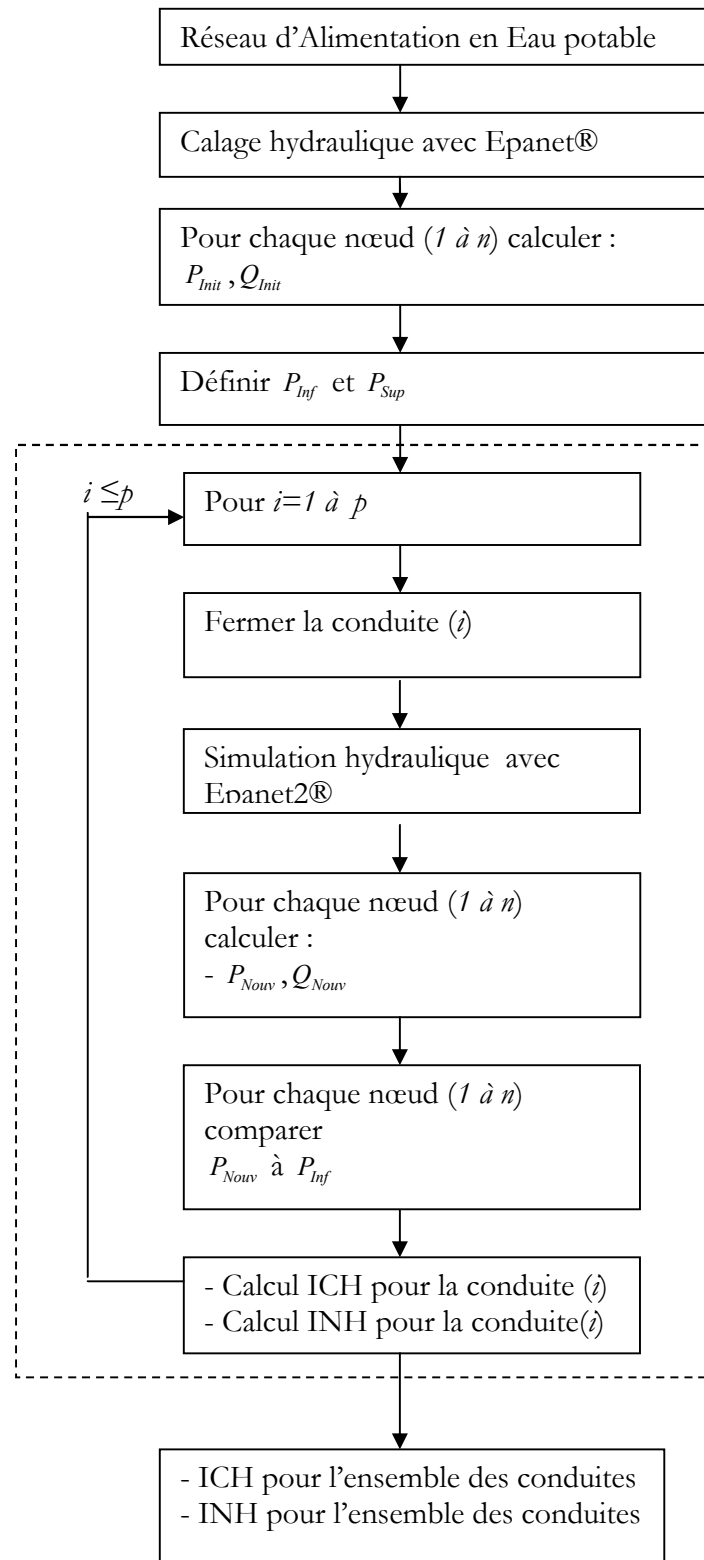 Réseau d’Alimentation en Eau potable
Calage hydraulique avec Epanet®
Pour chaque nœud (1 à n) calculer :
P_Init , Q_Init
Définir P_Inf et P_Sup
i ≤p
Pour i=1 à p
Fermer la conduite (i)
Simulation hydraulique avec
Epanet2®
Pour chaque nœud (1 à n)
calculer :
- P_Nouv , Q_Nouv
Pour chaque nœud (1 à n)
comparer
P_Nouv à P_Inf
- Calcul ICH pour la conduite (i)
- Calcul INH pour la conduite(i)
- ICH pour l’ensemble des conduites
- INH pour l’ensemble des conduites